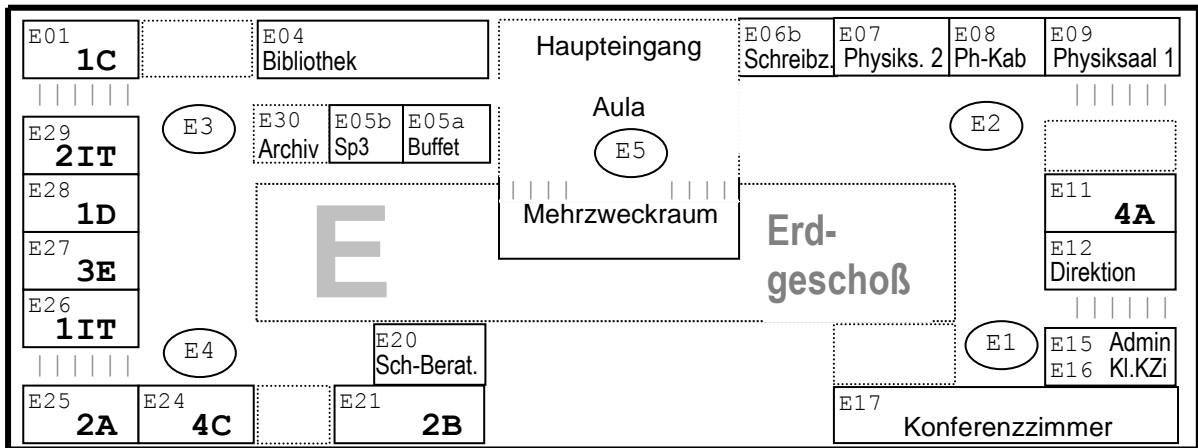 E01
1C
E04
Bibliothek
Haupteingang
E06b
Schreibz.
E07
Physiks. 2
E08
Ph-Kab
E09
Physiksaal 1
E29
2IT
E3
E30
Archiv
E05b
Sp3
E05a
Buffet
Aula
E5
E2
E28
1D
E
Mehrzweckraum
Erd-
geschoß
E11
4A
E27
3E
E12
Direktion
E26
1IT
E4
E20
Sch-Berat.
E1
E15 Admin
E16 Kl.KZi
E25
2A
E24
4C
E21
2B
E17
Konferenzzimmer